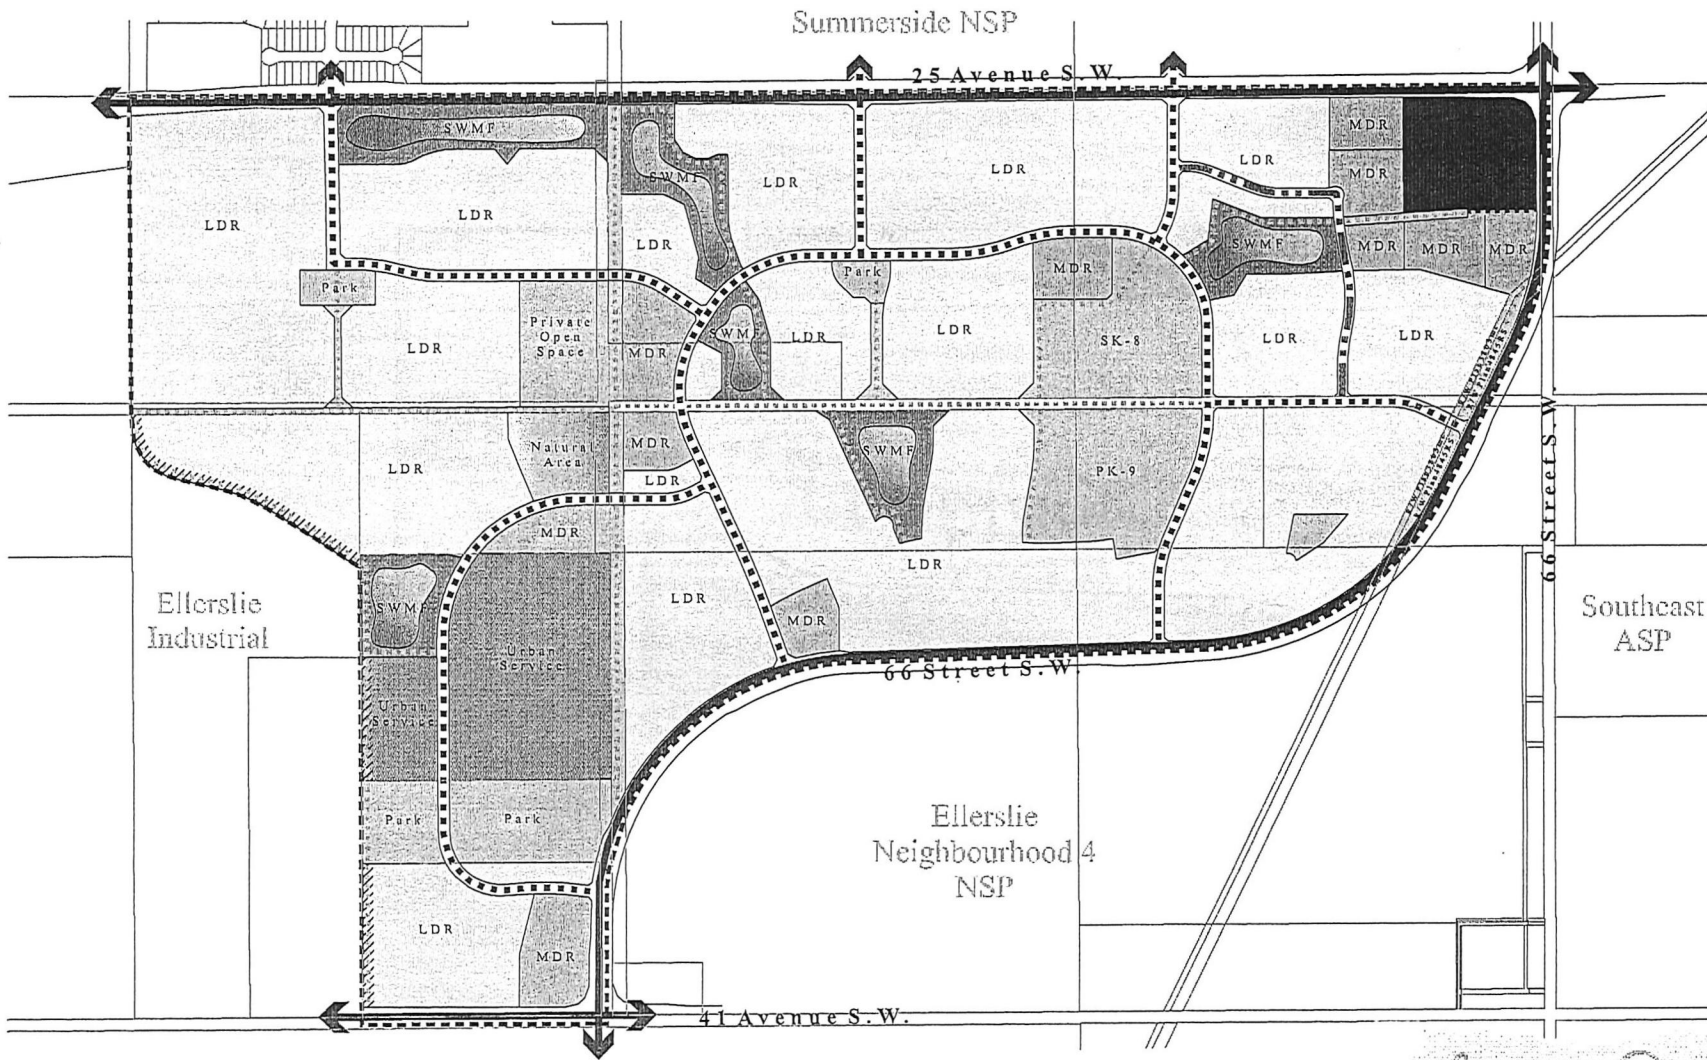 Summerside NSP
25 Avenue S.W.
SWMF
MDR
SWMF
LDR
LDR
LDR
MDR
LDR
LDR
LDR
SWMF
MDR
MDR
MDR
Park
Park
MDR
Private
Open
Space
SWMF
LDR
LDR
SK-8
LDR
LDR
LDR
MDR
66 Street S.W.
Natural
Area
MDR
LDR
SWMF
PK-9
LDR
MDR
LDR
Ellerslie
Industrial
SWMF
LDR
MDR
Southeast
ASP
Urban
Service
66 Street S.W.
Urban
Service
Park
Park
Ellerslie
Neighbourhood 4
NSP
LDR
MDR
41 Avenue S.W.